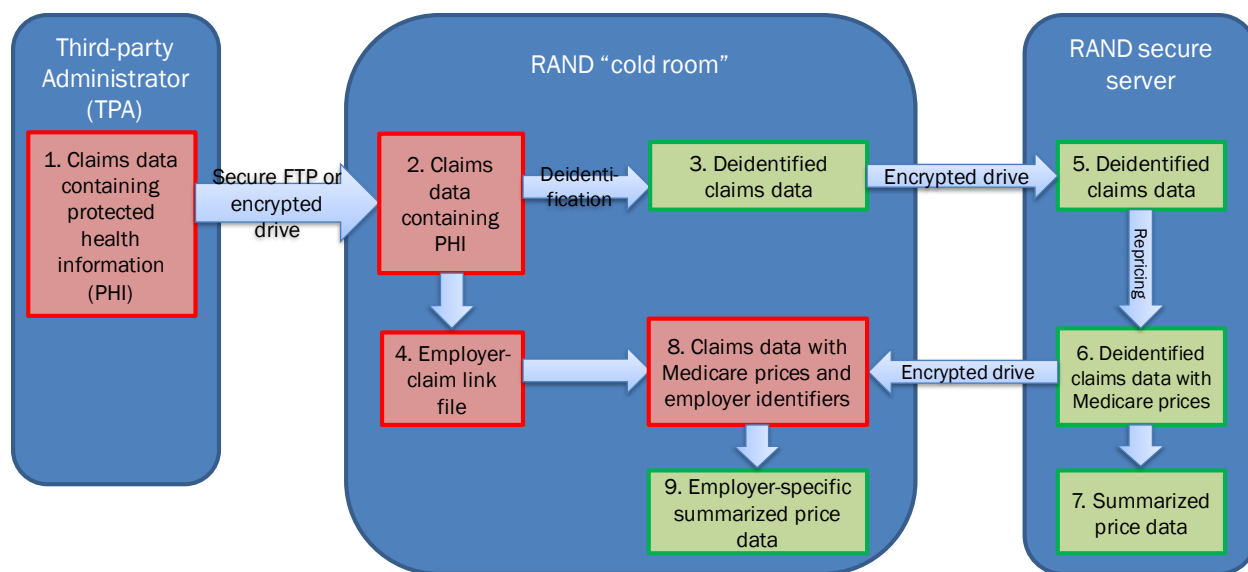 Third-party
Administrator
(TPA)
1. Claims data
containing
protected
health
information
(PHI)
Secure FTP or
encrypted
drive
RAND “cold room”
2. Claims
data
containing
PHI
Deidenti-
fication
3. Deidentified
claims data
4. Employer-
claim link
file
8. Claims data with
Medicare prices and
employer identifiers
9. Employer-specific
summarized price
data
Encrypted drive
Encrypted drive
RAND secure
server
5. Deidentified
claims data
Repricing
6. Deidentified
claims data with
Medicare prices
7. Summarized
price data